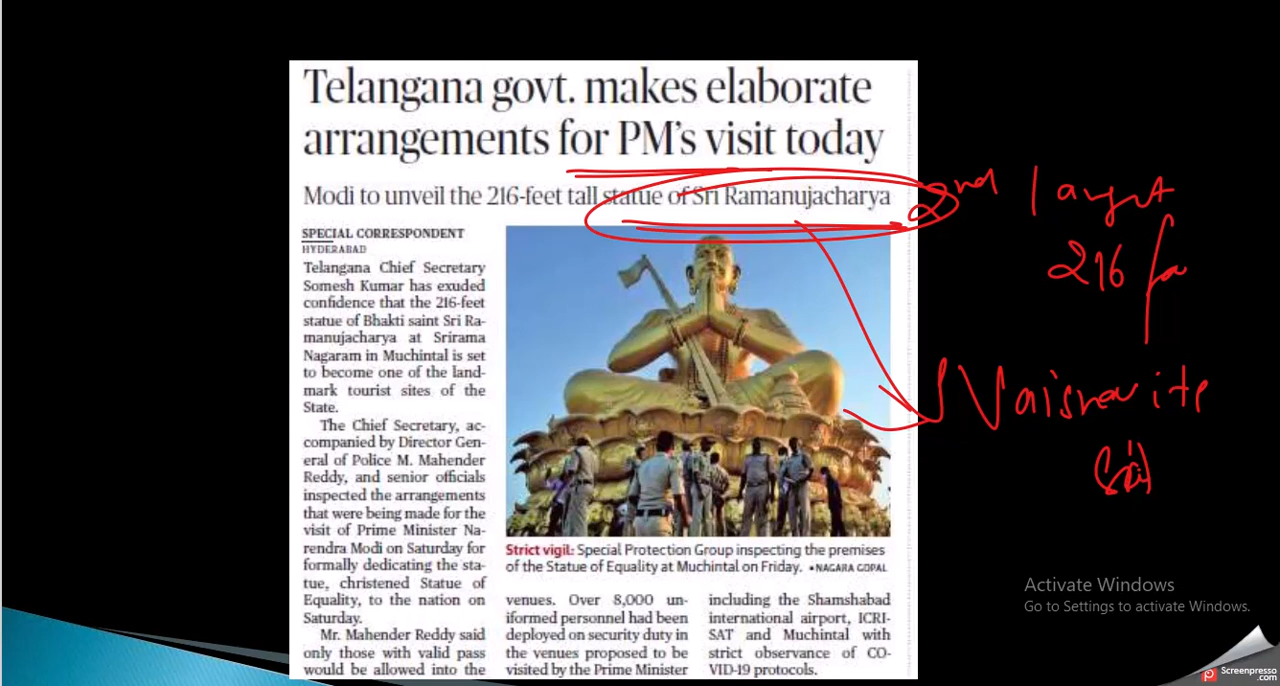 Telangana govt. makes elaborate
arrangements for PM's visit today
Modi to unveil the 216-feet tall statue of Sri Ramanujacharya
SPECIAL CORRESPONDENT
HYDERABAD
Telangana Chief Secretary
Somesh Kumar has exuded
confidence that the 216-feet
statue of Bhakti saint Sri Ra-
manujacharya at Srirama
Nagaram in Muchintal is set
to become one of the land-
mark tourist sites of the
State.
The Chief Secretary, ac-
companied by Director Gen-
eral of Police M. Mahender
Reddy, and senior officials
inspected the arrangements
that were being made for the
visit of Prime Minister Na-
rendra Modi on Saturday for
formally dedicating the sta-
tue, christened Statue of
Equality, to the nation on
Saturday.
Mr. Mahender Reddy said
only those with valid pass
would be allowed into the
Strict vigil: Special Protection Group inspecting the premises
of the Statue of Equality at Muchintal on Friday. •NAGARA GOPAL
venues. Over 8,000 un-
iformed personnel had been
deployed on security duty in
the venues proposed to be
visited by the Prime Minister
including the Shamshabad
international airport, ICRI-
SAT and Muchintal with
strict observance of CO-
VID-19 protocols.
2nd
216
Activate Windows
Go to Settings to activate Windows.
Screenpresso
.com